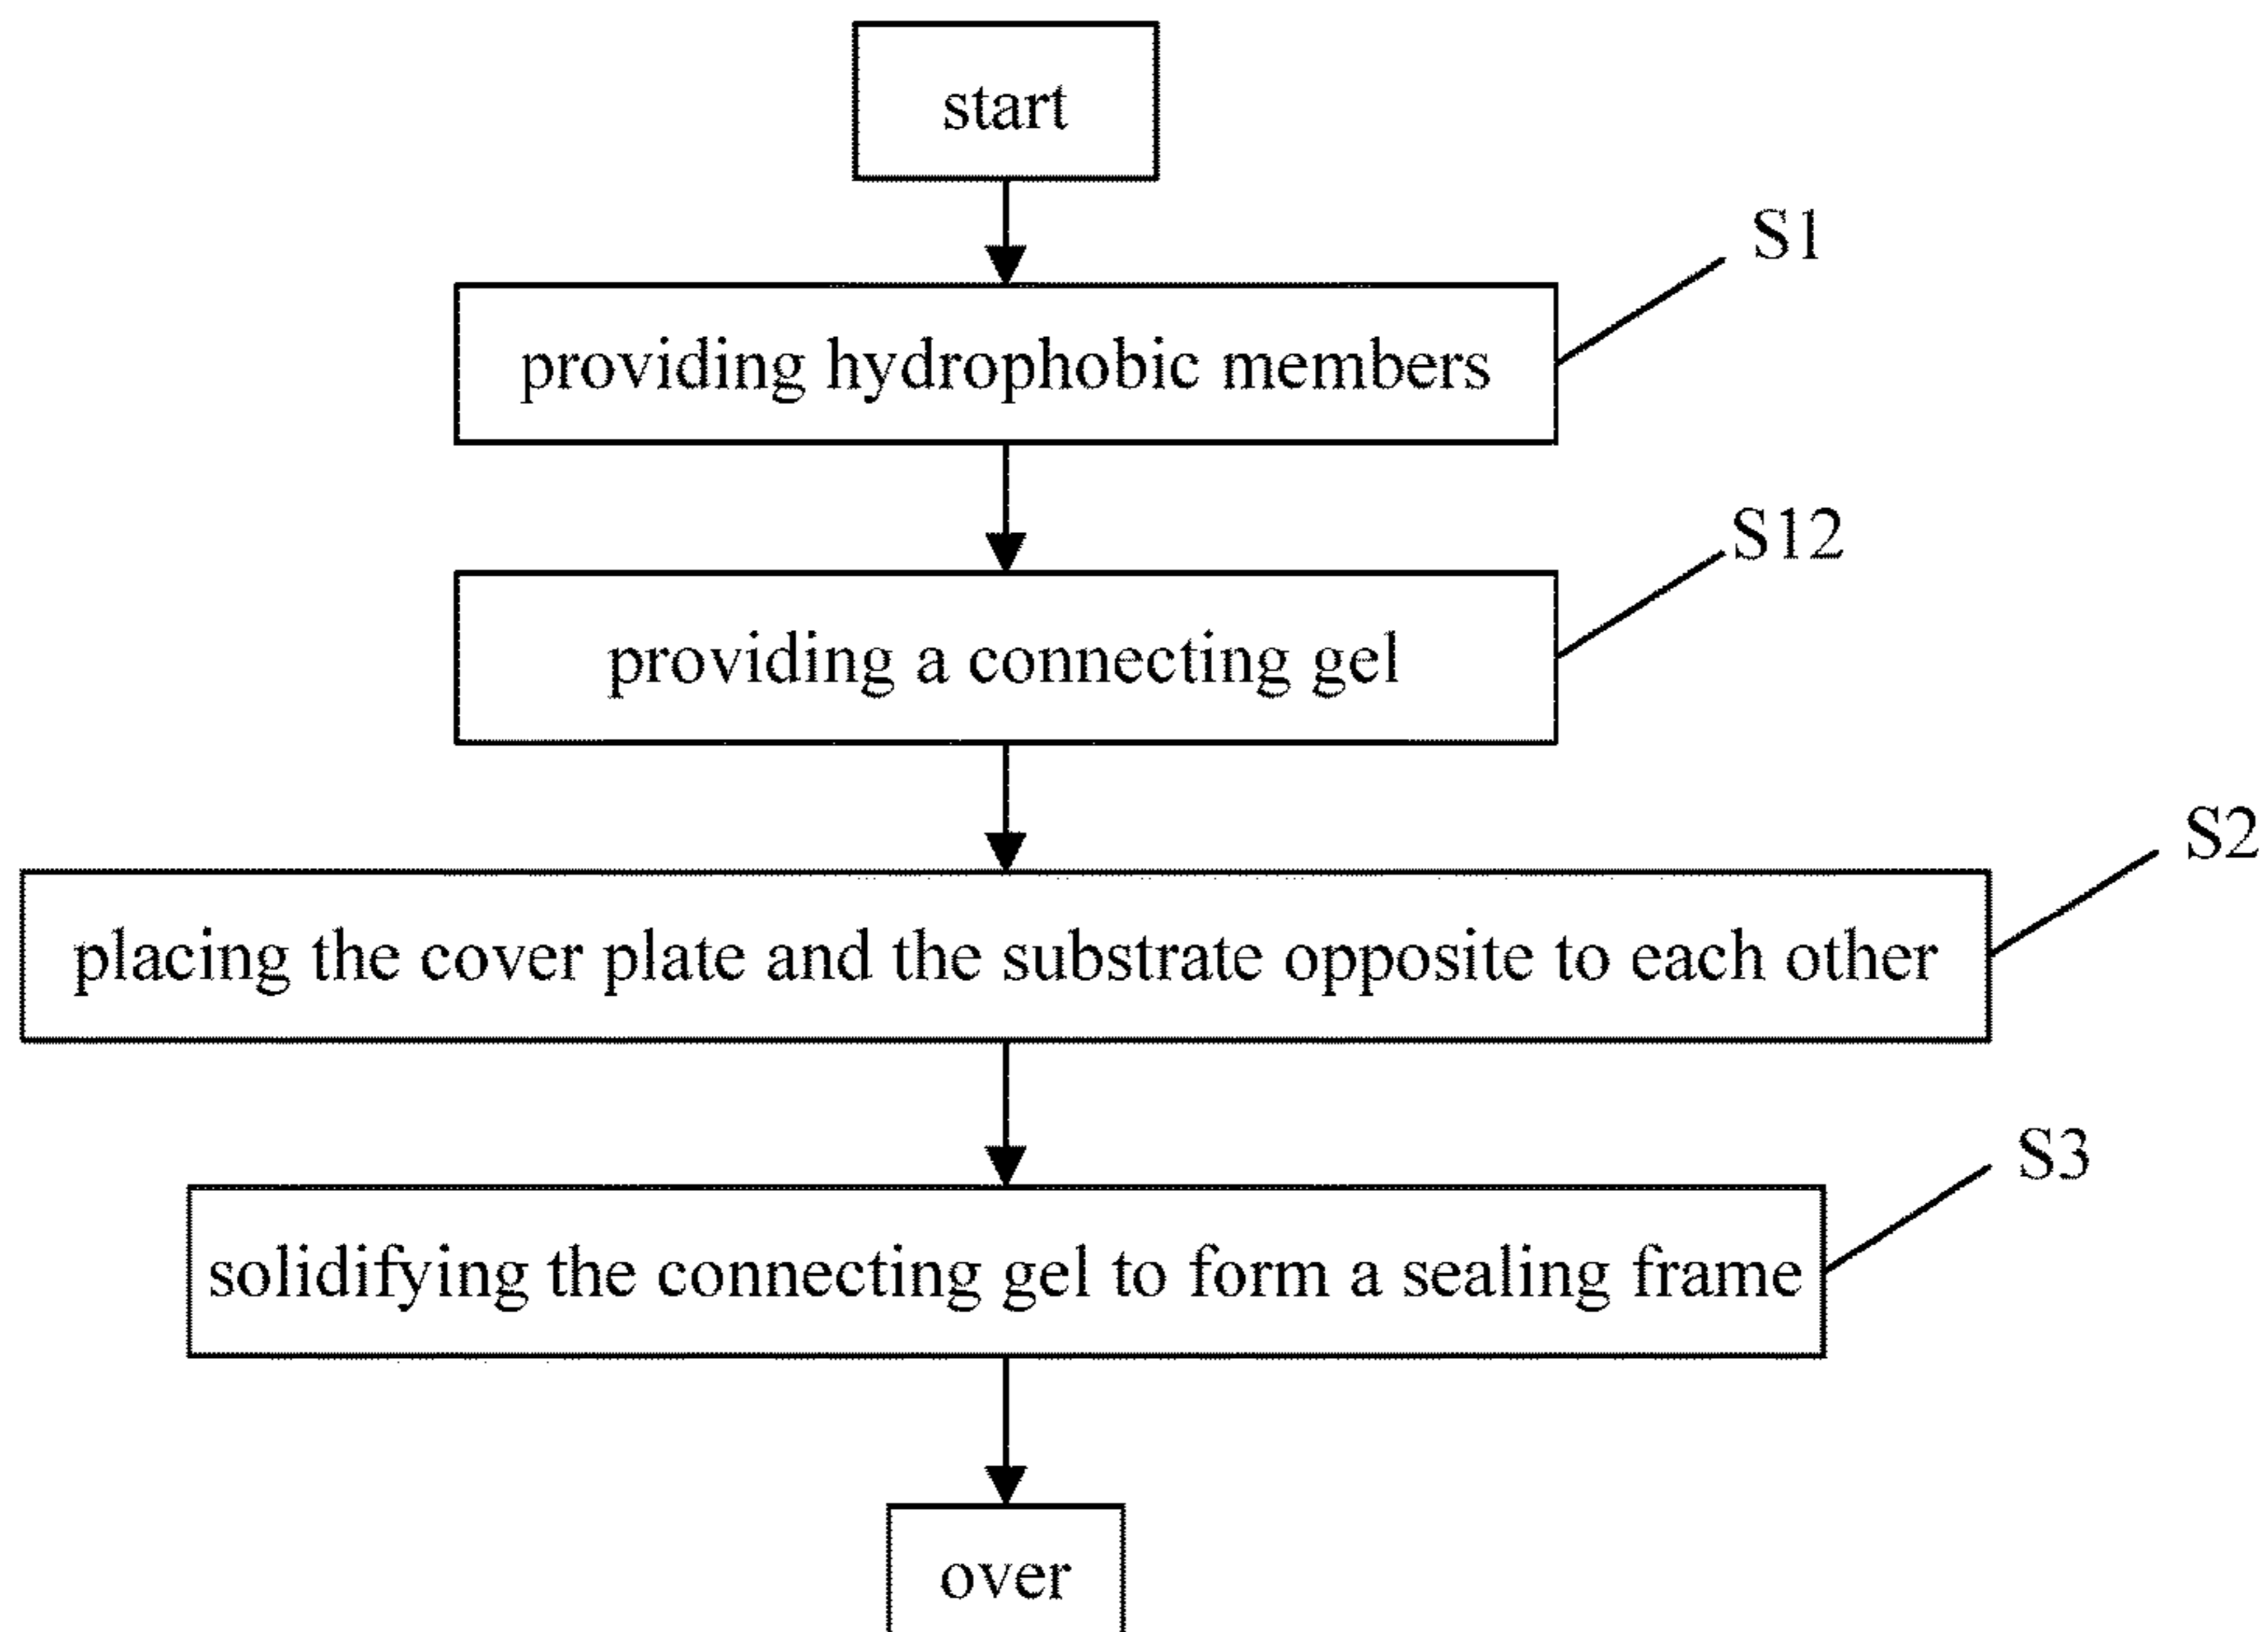 start
S1
providing hydrophobic members
S12
providing a connecting gel
S2
placing the cover plate and the substrate opposite to each other
S3
solidifying the connecting gel to form a sealing frame
over